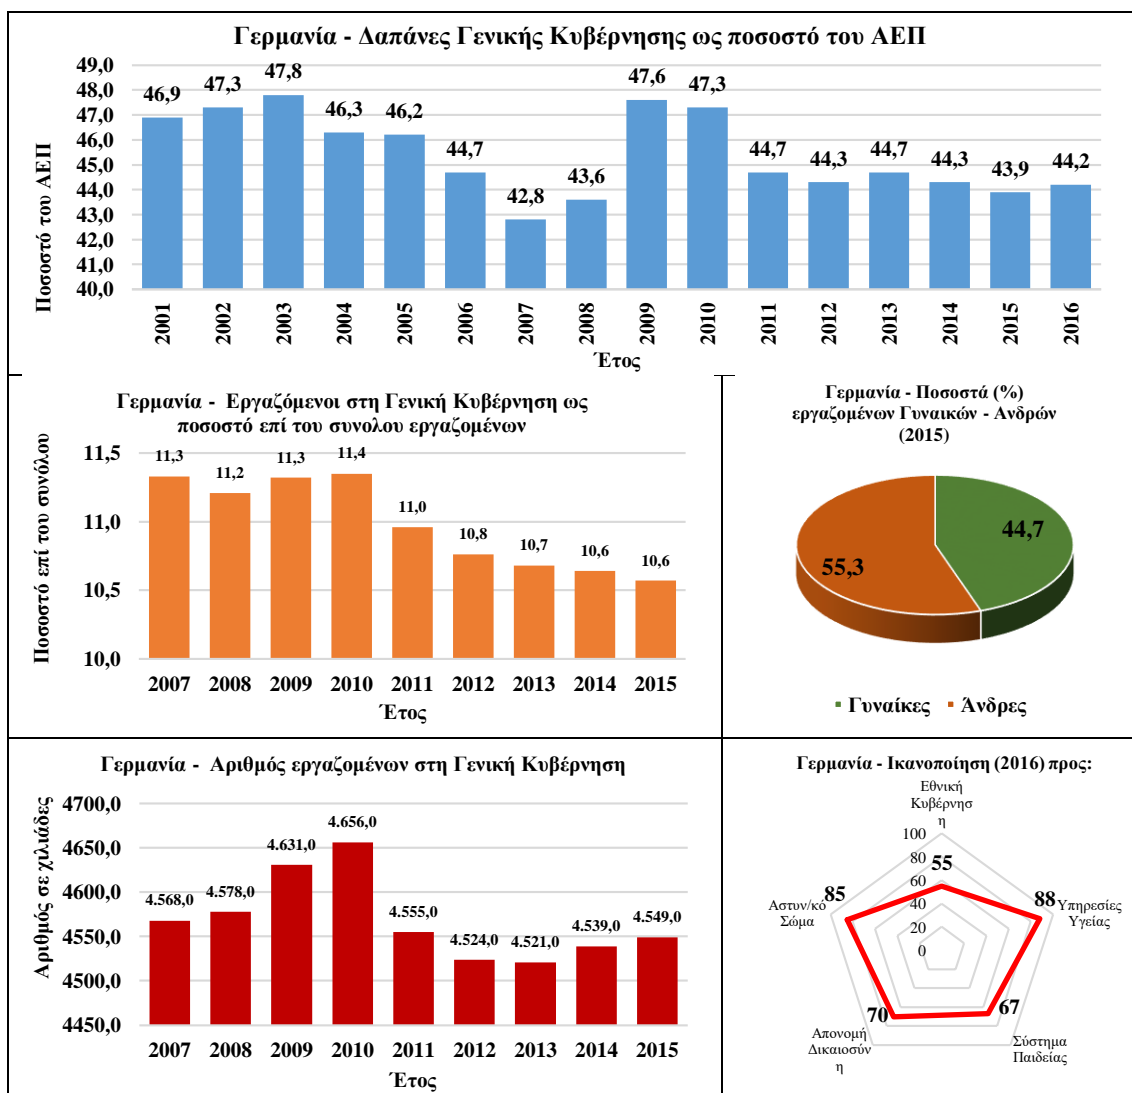 Γερμανία - Δαπάνες Γενικής Κυβέρνησης ως ποσοστό του ΑΕΠ
Ποσοστό του ΑΕΠ
49,0
48,0
47,0
46,0
45,0
44,0
43,0
42,0
41,0
40,0
46,9
47,3
47,8
46,3
46,2
44,7
42,8
43,6
47,6
47,3
44,7
44,3
44,7
44,3
43,9
44,2
2001
2002
2003
2004
2005
2006
2007
2008
2009
2010
2011
2012
2013
2014
2015
2016
Έτος
Γερμανία - Εργαζόμενοι στη Γενική Κυβέρνηση ως
ποσοστό επί του συνολου εργαζομένων
Ποσοστό επί του συνόλου
11,5
11,0
10,5
10,0
11,3
11,2
11,3
11,4
11,0
10,8
10,7
10,6
10,6
2007 2008 2009 2010 2011 2012 2013 2014 2015
Έτος
Γερμανία - Ποσοστά (%)
εργαζομένων Γυναικών - Ανδρών
(2015)
44,7
55,3
Γυναίκες
Άνδρες
Γερμανία - Αριθμός εργαζομένων στη Γενική Κυβέρνηση
Αριθμός σε χιλιάδες
4700,0
4650,0
4600,0
4550,0
4500,0
4450,0
4.568,0
4.578,0
4.631,0
4.656,0
4.555,0
4.524,0
4.521,0
4.539,0
4.549,0
2007 2008 2009 2010 2011 2012 2013 2014 2015
Έτος
Γερμανία - Ικανοποίηση (2016) προς:
Εθνική
Κυβέρνησ
η
100
80
60
40
20
0
55
88
Υπηρεσίες
Υγείας
67
Σύστημα
Παιδείας
70
Απονομή
Δικαιοσύν
η
85
Αστυν/κό
Σώμα